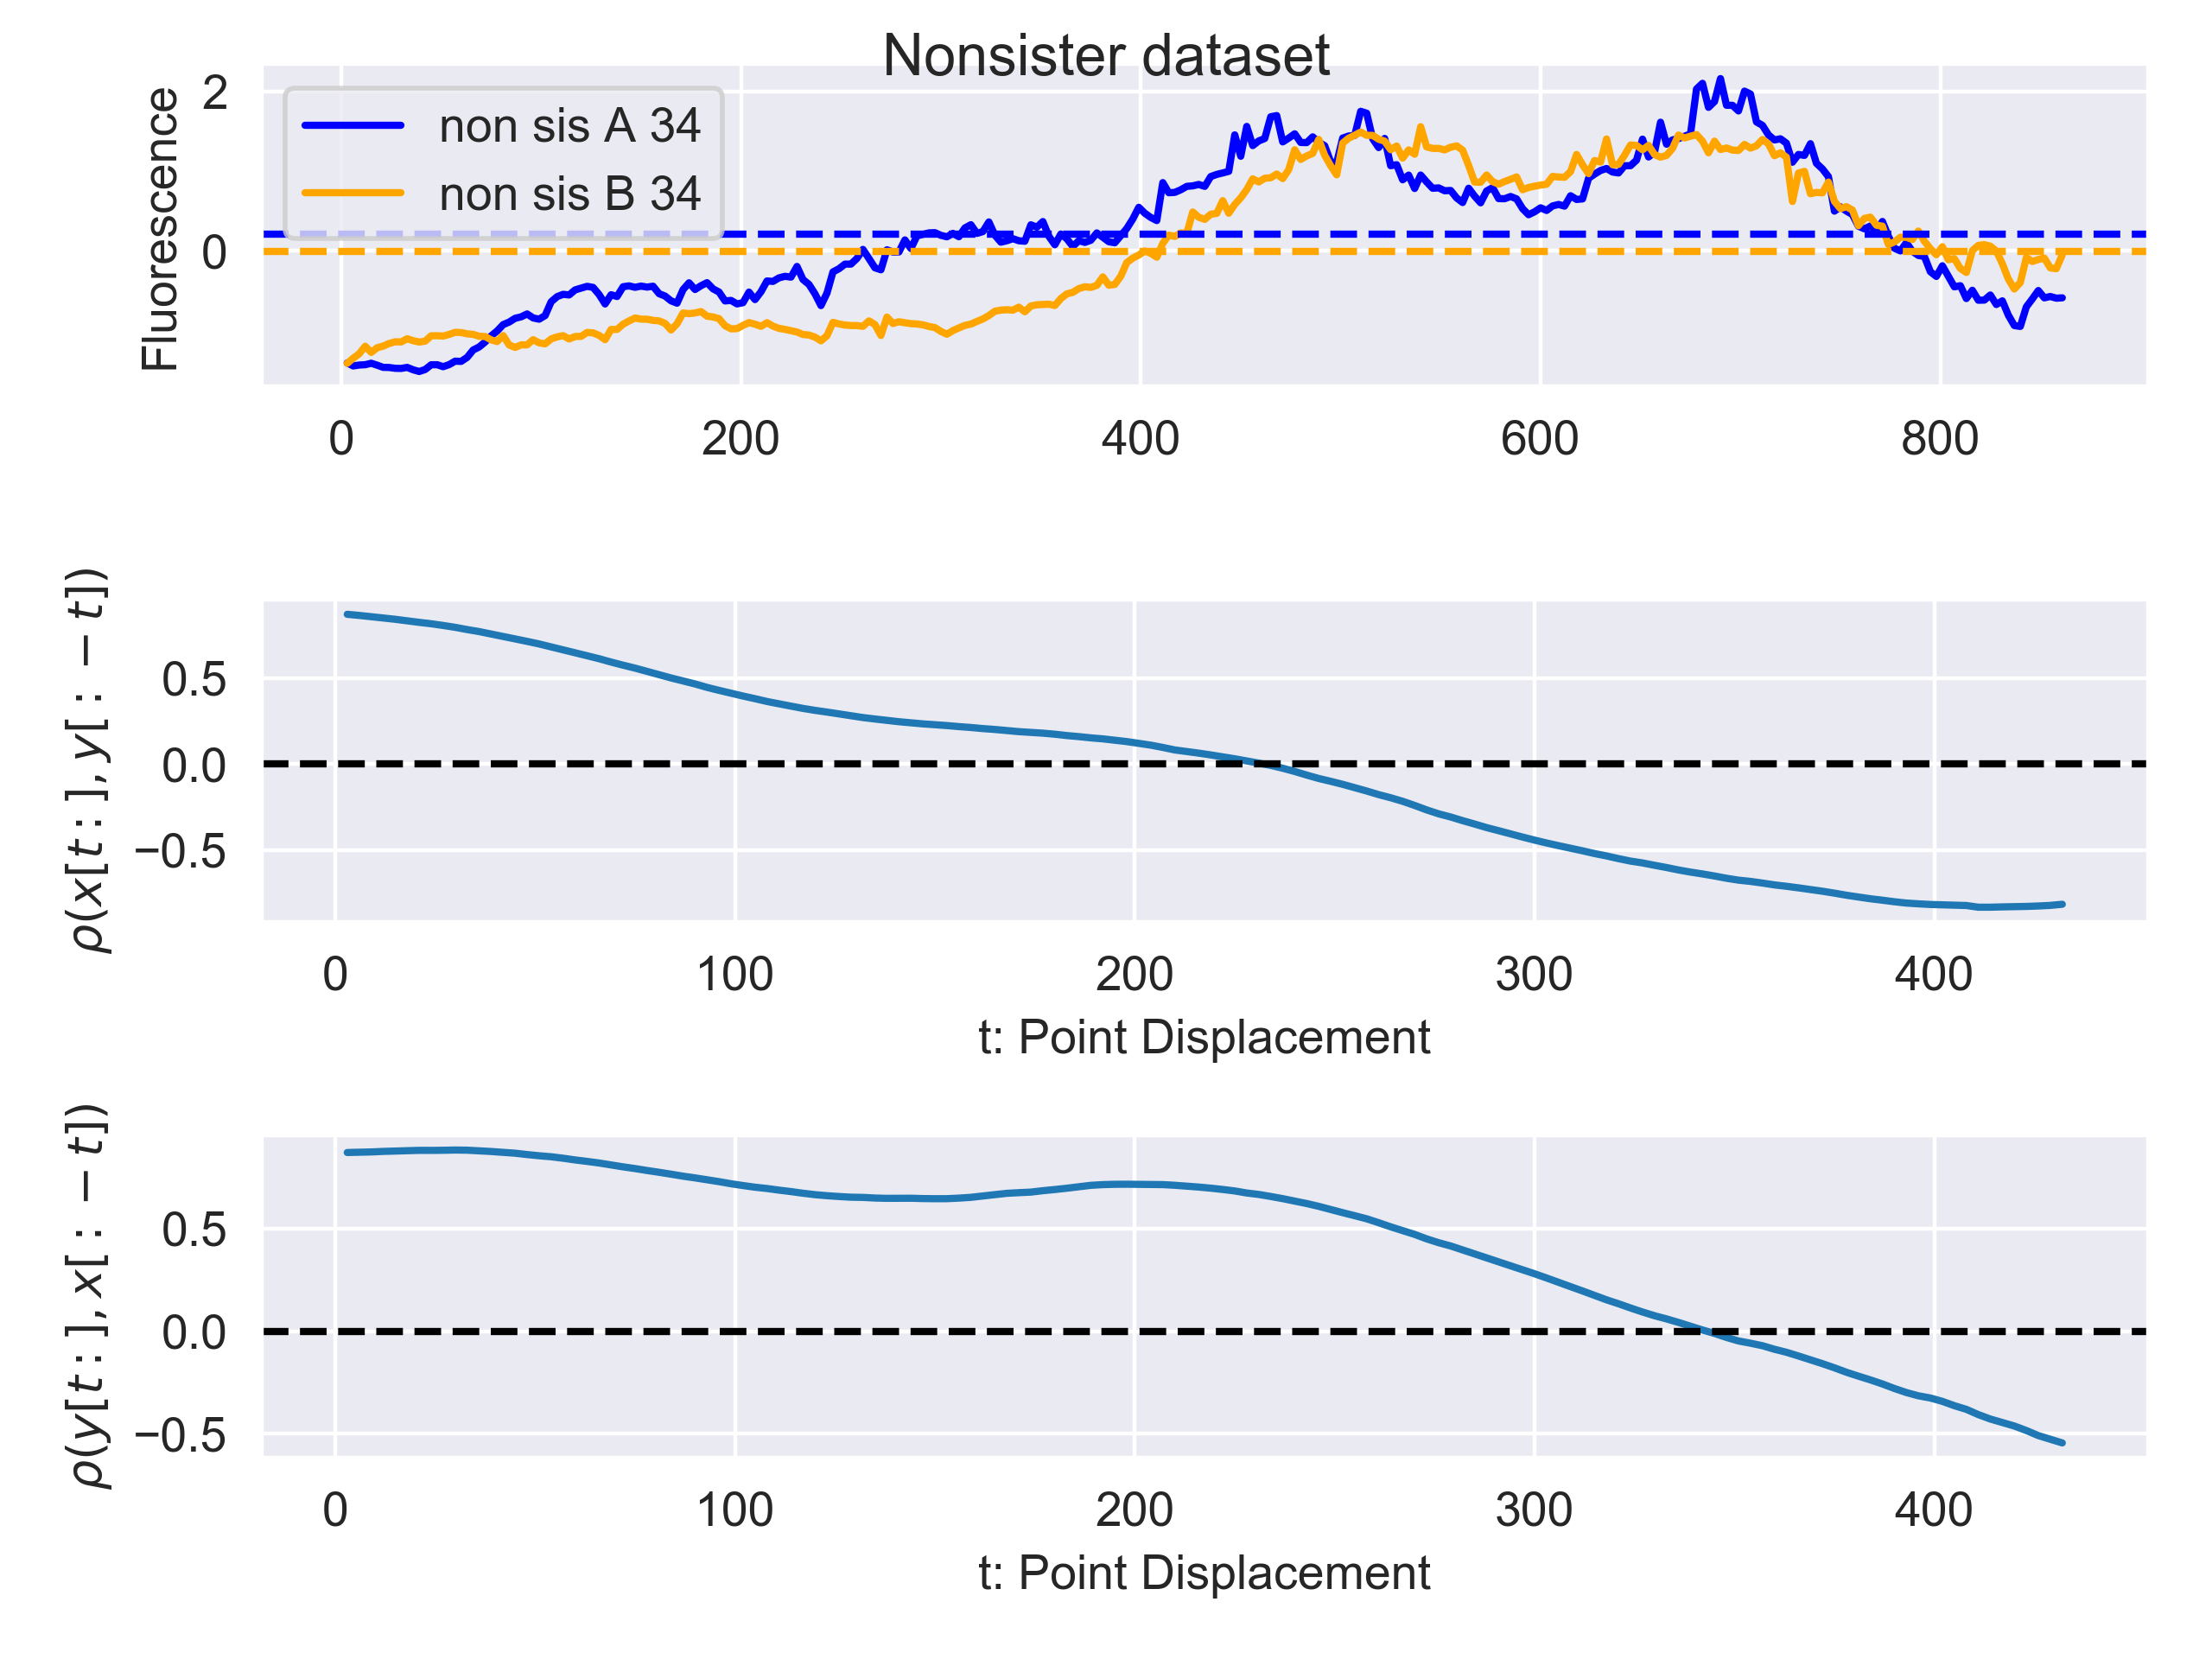 Nonsister dataset
Fluorescence
2
0
non sis A 34
non sis B 34
0 200 400 600 800
ρ(x[t:], y[: −t])
0.5
0.0
−0.5
0 100 200 300 400
t: Point Displacement
ρ(y[t:], x[: −t])
0.5
0.0
−0.5
0 100 200 300 400
t: Point Displacement